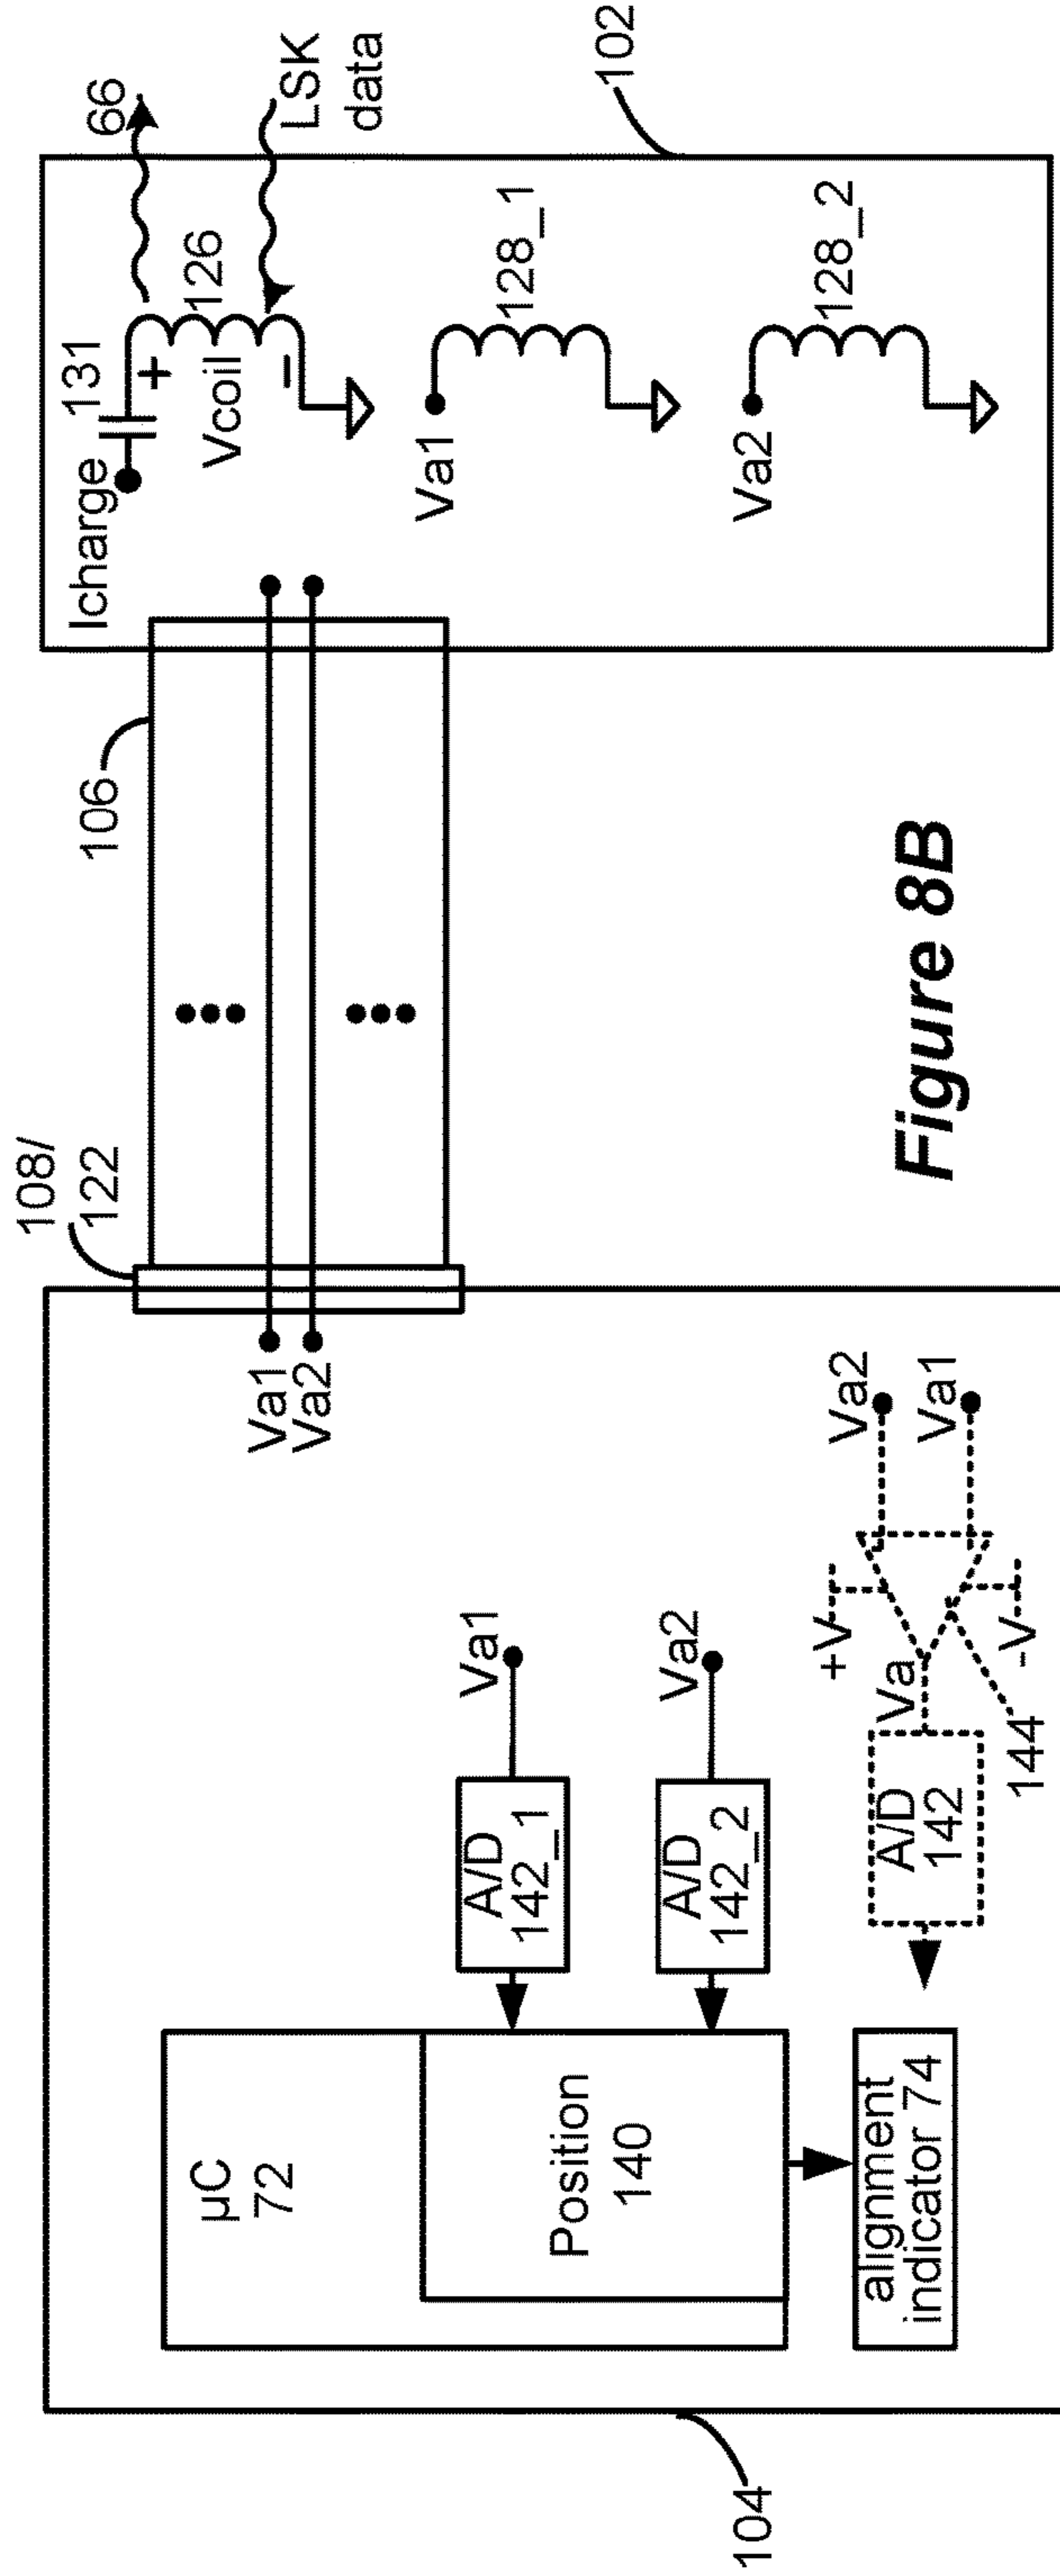 108/
122
106
Icharge
131
66
+
Vcoil
126
−
LSK
data
102
Va1
128_1
Va2
128_2
Va1
Va2
µC
72
Position
140
A/D
142_1
Va1
A/D
142_2
Va2
alignment
indicator 74
A/D
142
Va
+V
-V
144
Va2
Va1
104
Figure 8B